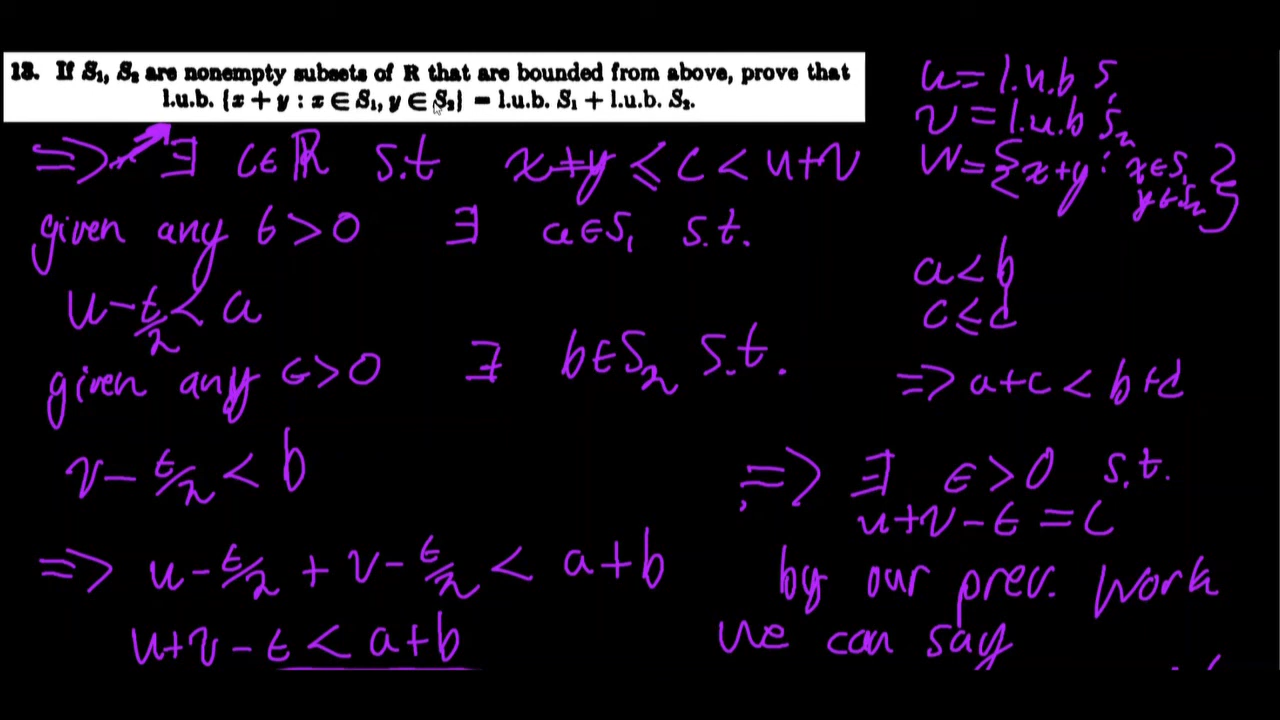 13. If S₁, S₂ are nonempty subsets of R that are bounded from above, prove that
l.u.b. {x + y : x ∈ S₁, y ∈ S₂} = l.u.b. S₁ + l.u.b. S₂.
⇒ ∃ c∈ℝ s.t x+y ≤ c < u+v
given any ϵ>0 ∃ a∈S₁ s.t.
u-ϵ/2 < a
given any ϵ>0 ∃ b∈S₂ s.t.
v-ϵ/2 < b
⇒ u-ϵ/2 + v-ϵ/2 < a+b
u+v-ϵ < a+b
u= l.u.b S₁
v = l.u.b S₂
W={x+y : x∈S₁
y∈S₂}
a<b
c≤d
⇒ a+c < b+d
⇒ ∃ ϵ>0 s.t.
u+v-ϵ = c
by our prev. work
we can say